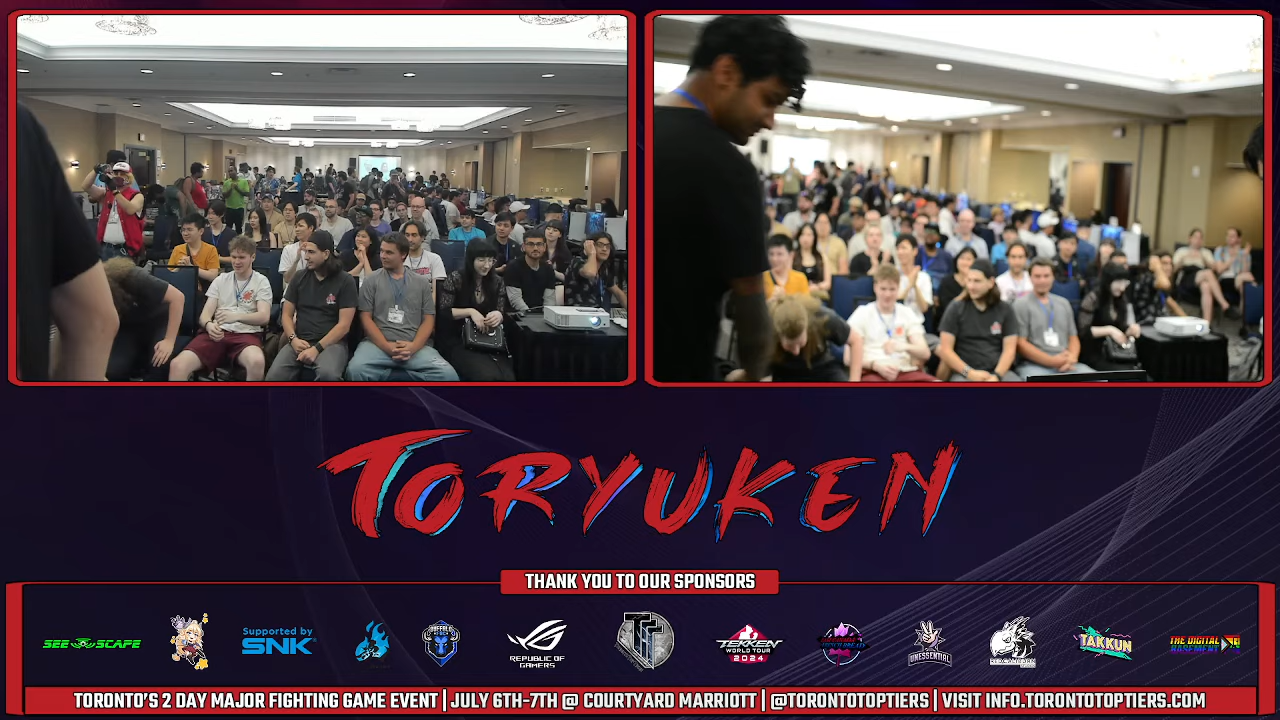 TORYUKEN
THANK YOU TO OUR SPONSORS
SEE SCAPE
Supported by
SNK
REPUBLIC OF
GAMERS
TEKKEN
WORLD TOUR
2024
UNESSENTIAL
TAKKUN
THE DIGITAL
BASEMENT
TORONTO'S 2 DAY MAJOR FIGHTING GAME EVENT | JULY 6TH-7TH @ COURTYARD MARRIOTT | @TORONTOTOPTIERS | VISIT INFO.TORONTOTOPTIERS.COM